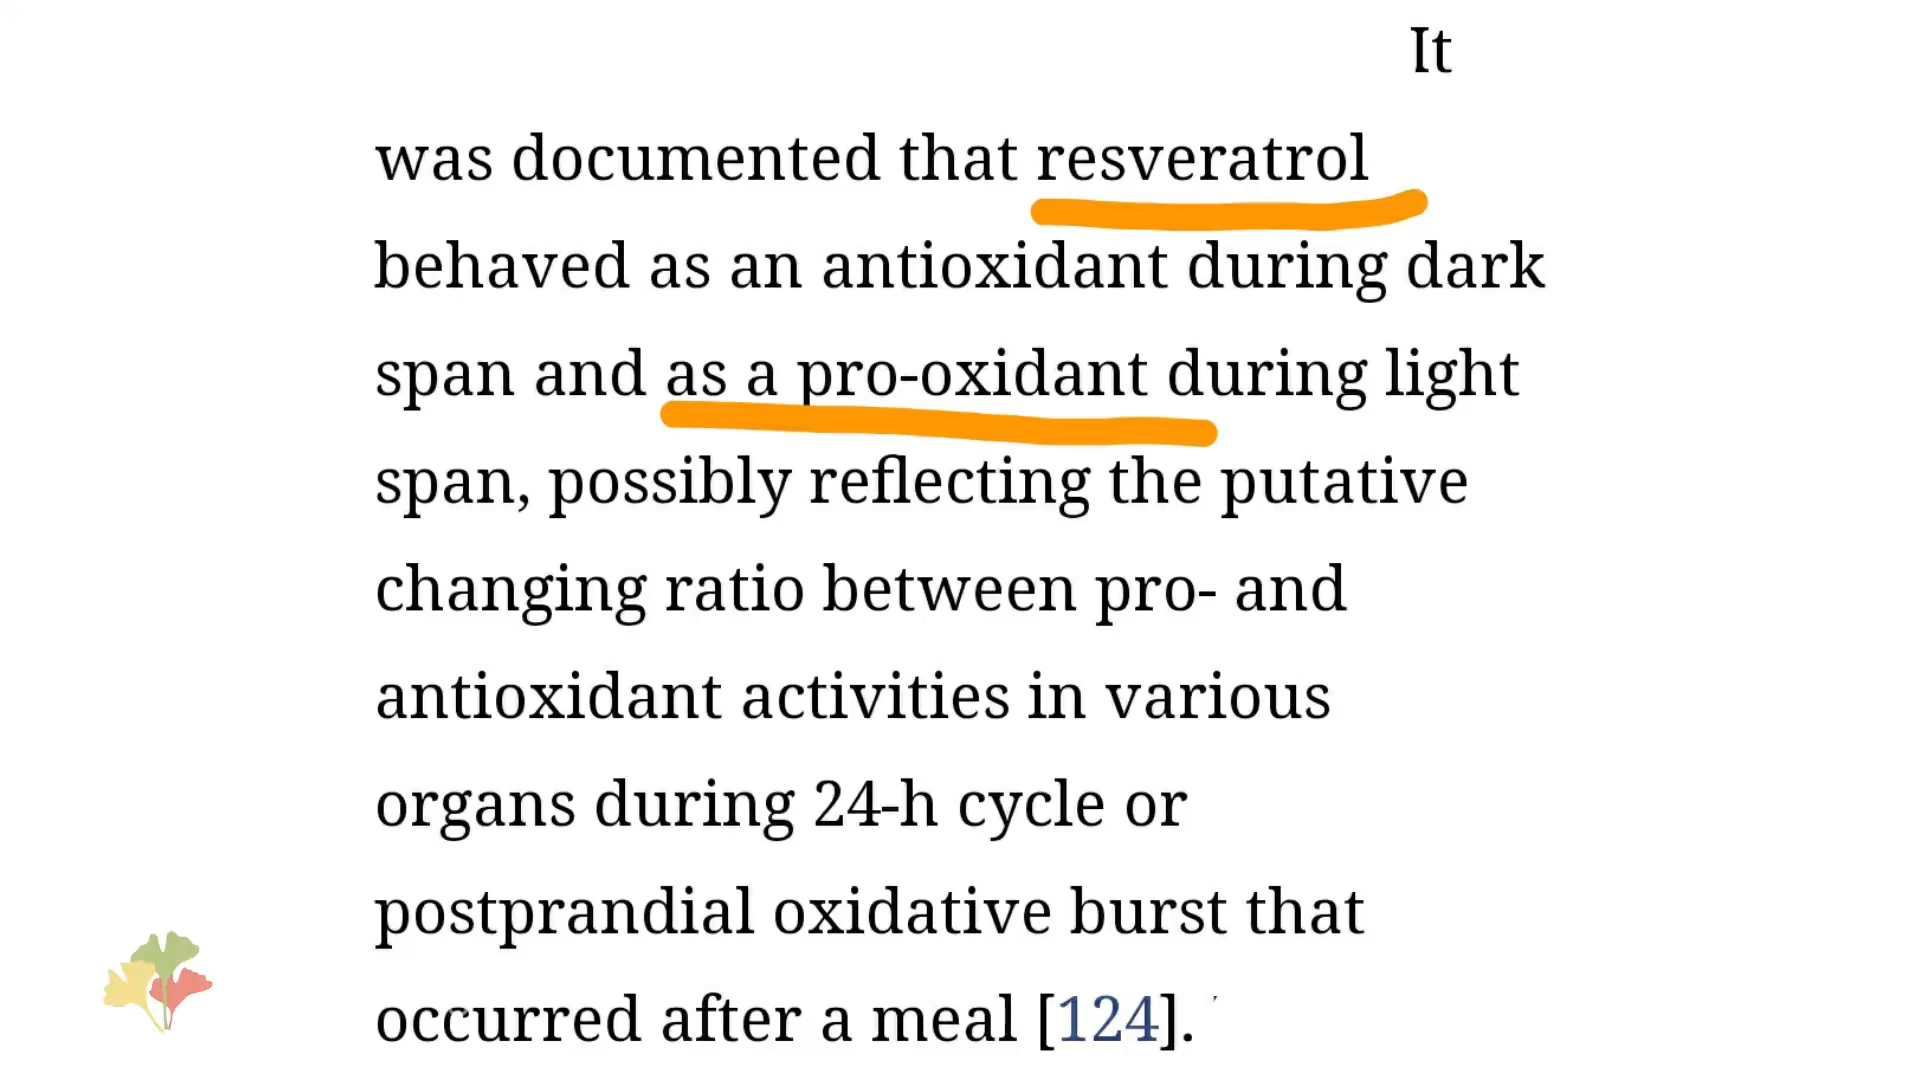 It
was documented that resveratrol
behaved as an antioxidant during dark
span and as a pro-oxidant during light
span, possibly reflecting the putative
changing ratio between pro- and
antioxidant activities in various
organs during 24-h cycle or
postprandial oxidative burst that
occurred after a meal [124].